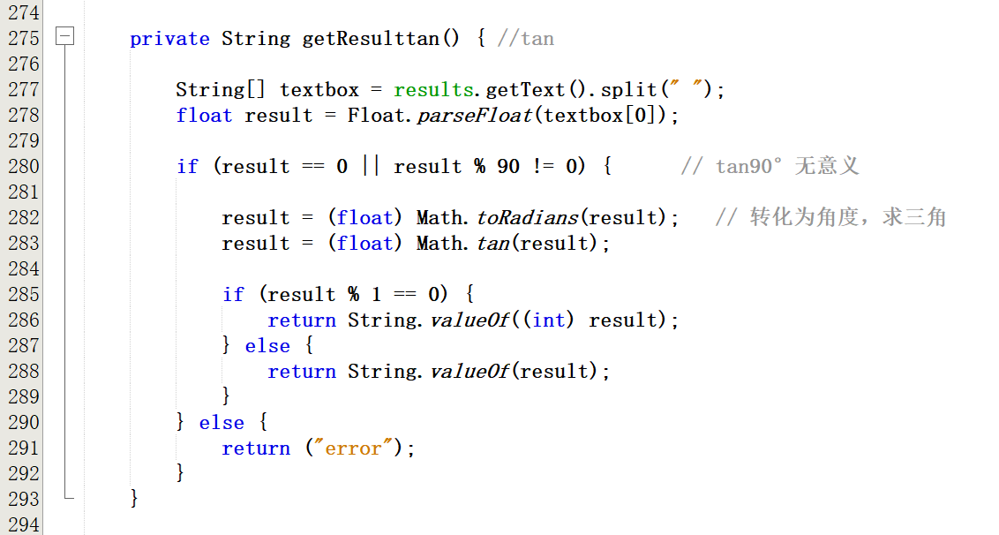 274
275 private String getResulttan() { //tan
276
277 String[] textbox = results.getText().split(" ");
278 float result = Float.parseFloat(textbox[0]);
279
280 if (result == 0 || result % 90 != 0) { // tan90° 无意义
281
282 result = (float) Math.toRadians(result); // 转化为角度，求三角
283 result = (float) Math.tan(result);
284
285 if (result % 1 == 0) {
286 return String.valueOf((int) result);
287 } else {
288 return String.valueOf(result);
289 }
290 } else {
291 return ("error");
292 }
293 }
294